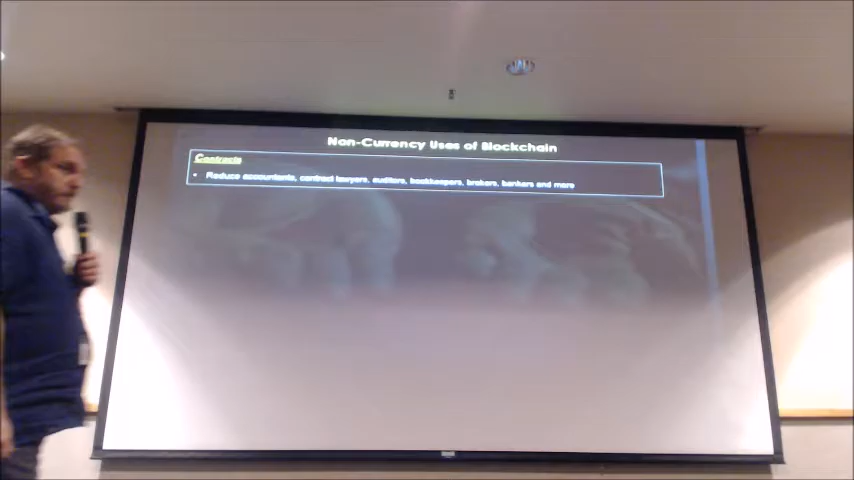 Non-Currency Uses of Blockchain
Contracts
• Reduce accountants, contract lawyers, auditors, bookkeepers, brokers, bankers and more